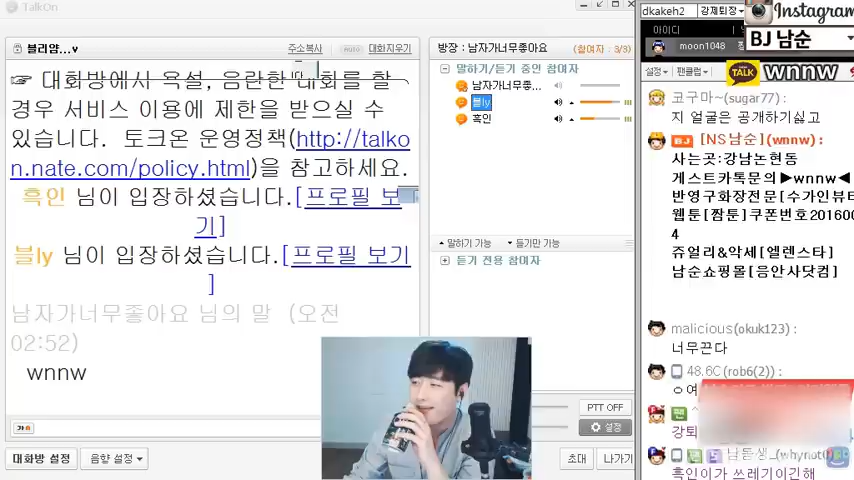 TalkOn
블리얌...v
주소복사
auto
대화지우기
☞ 대화방에서 욕설, 음란한 대화를 할
경우 서비스 이용에 제한을 받으실 수
있습니다. 토크온 운영정책(http://talko
n.nate.com/policy.html)을 참고하세요.
흑인 님이 입장하셨습니다.[프로필 보
기]
블ly 님이 입장하셨습니다.[프로필 보기
]
남자가너무좋아요 님의 말 (오전
02:52)
wnnw
가
대화방 설정
음향 설정
방장 : 남자가너무좋아요
(참여자 : 3/3)
말하기/듣기 중인 참여자
남자가너무좋...
블ly
흑인
말하기 가능
듣기만 가능
듣기 전용 참여자
PTT OFF
설정
초대
나가기
dkakeh2
강제퇴장
Instagram
BJ 남순
아이디
moon1048
설정
팬클럽
TALK
wnnw
코구마~(sugar77) :
지 얼굴은 공개하기싫고
BJ [NS남순](wnnw) :
사는곳:강남논현동
게스트카톡문의▶wnnw◀
반영구화장전문[수가인뷰티
웹툰[짬툰]쿠폰번호201600
4
쥬얼리&악세[엘렌스타]
남순쇼핑몰[음안사닷컴]
malicious(okuk123) :
너무끈다
48.6C(rob6(2)) :
ㅇ여
팬
강퇴
(whynot0
흑인이가 쓰레기이긴해